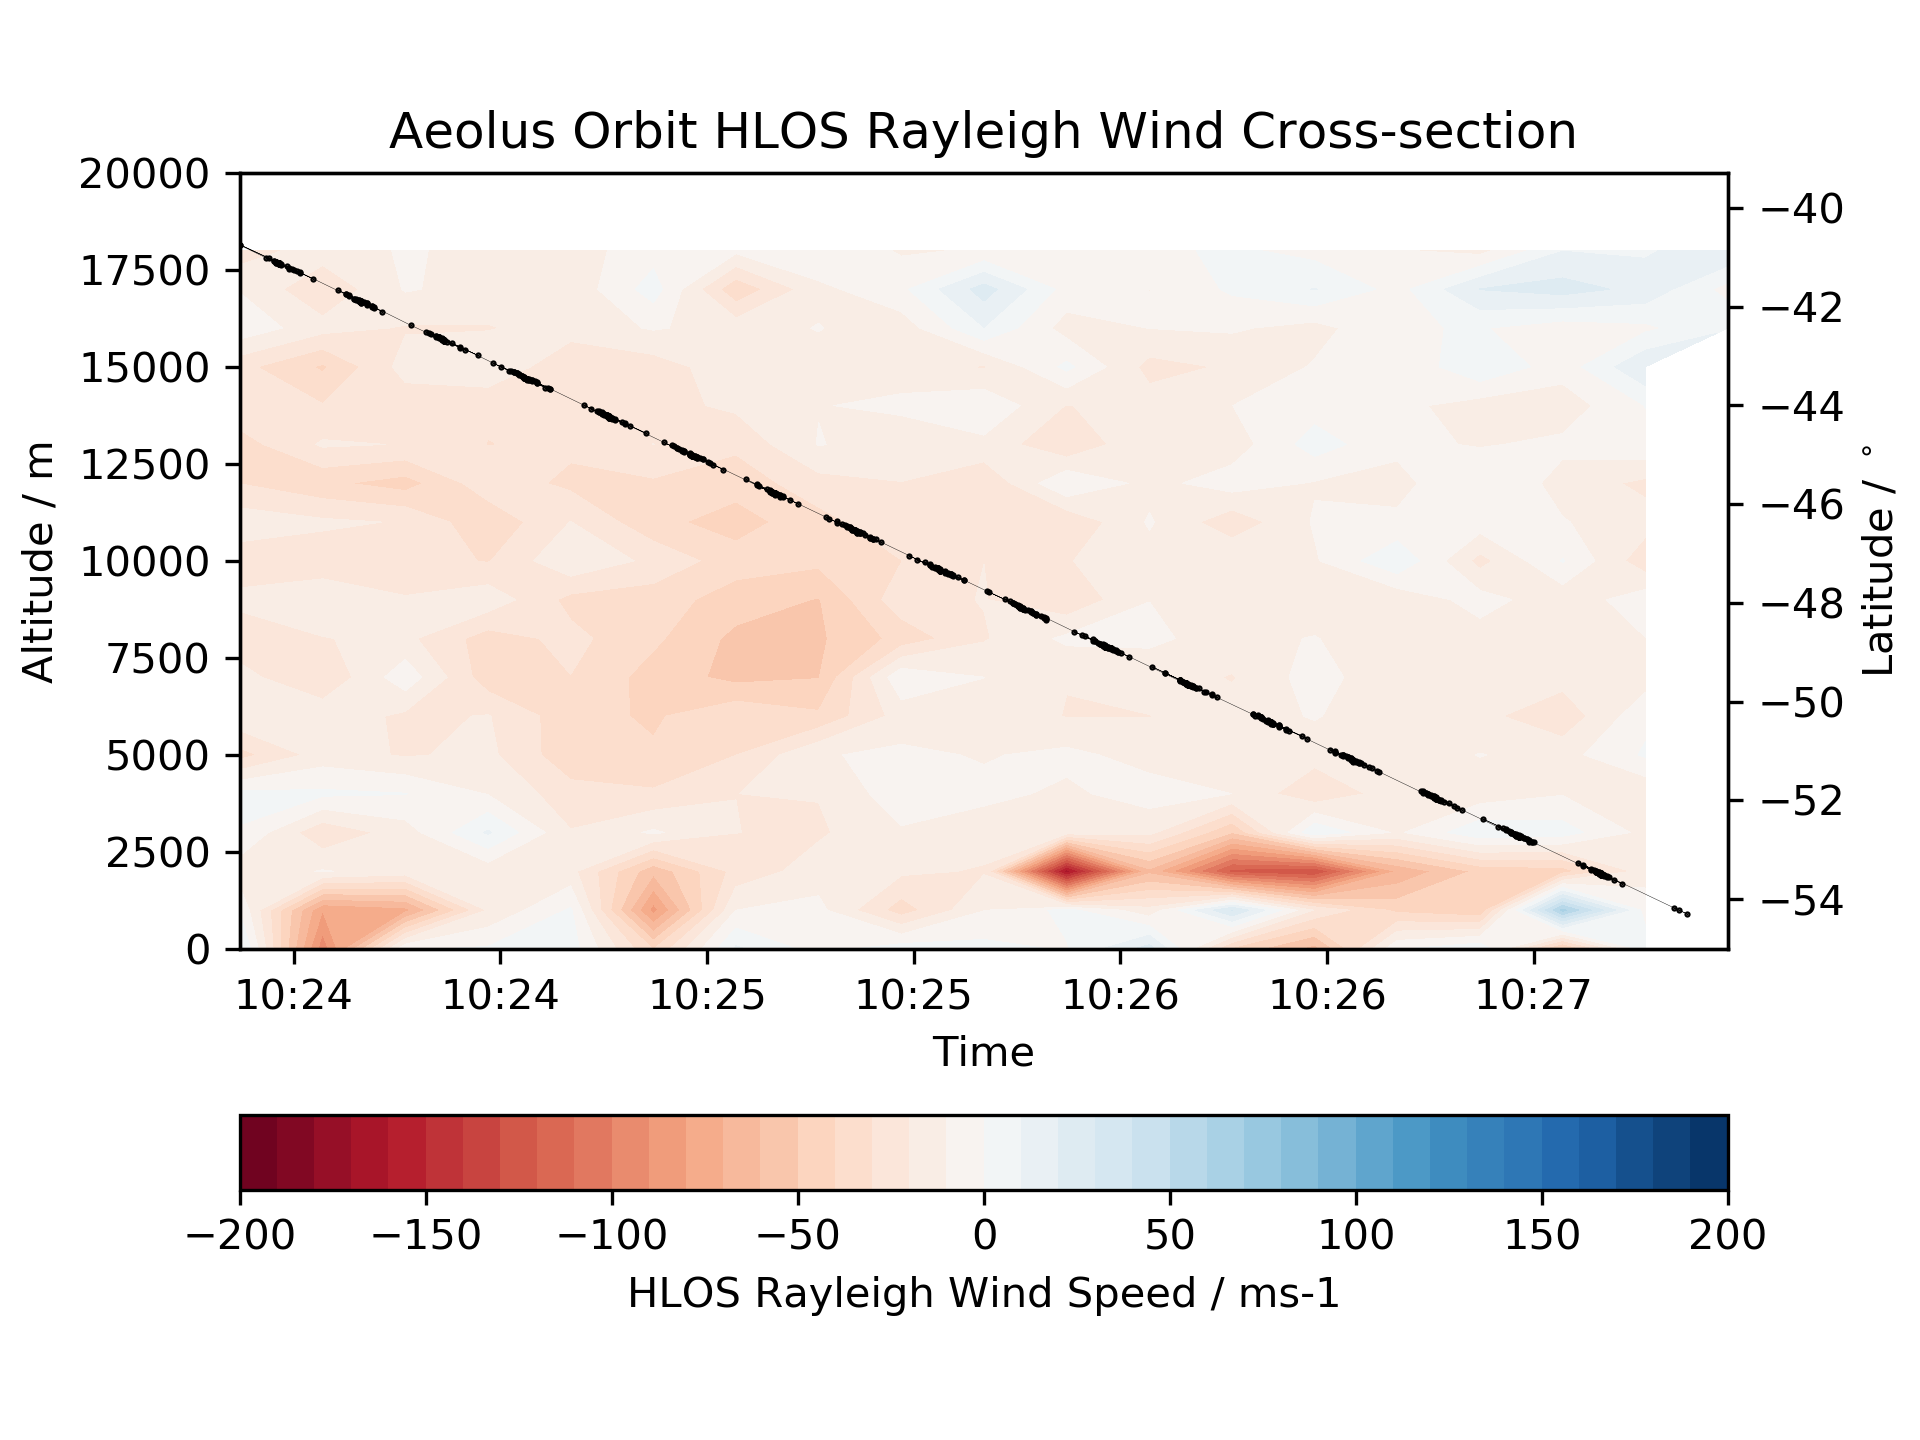 Aeolus Orbit HLOS Rayleigh Wind Cross-section
20000
17500
15000
12500
10000
7500
5000
2500
0
Altitude / m
−40
−42
−44
−46
−48
−50
−52
−54
Latitude / °
10:24 10:24 10:25 10:25 10:26 10:26 10:27
Time
−200 −150 −100 −50 0 50 100 150 200
HLOS Rayleigh Wind Speed / ms-1